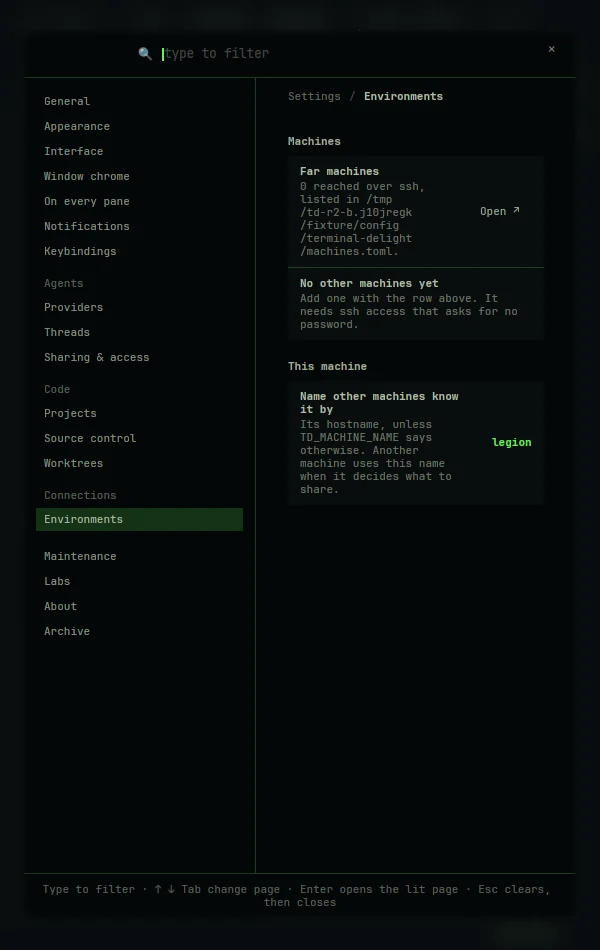 🔍 type to filter ×
General
Appearance
Interface
Window chrome
On every pane
Notifications
Keybindings
Agents
Providers
Threads
Sharing & access
Code
Projects
Source control
Worktrees
Connections
Environments
Maintenance
Labs
About
Archive
Settings / Environments
Machines
Far machines
0 reached over ssh,
listed in /tmp
/td-r2-b.j10jregk
/fixture/config
/terminal-delight
/machines.toml.
Open ↗
No other machines yet
Add one with the row above. It
needs ssh access that asks for no
password.
This machine
Name other machines know
it by
Its hostname, unless
TD_MACHINE_NAME says
otherwise. Another
machine uses this name
when it decides what to
share.
legion
Type to filter · ↑ ↓ Tab change page · Enter opens the lit page · Esc clears,
then closes